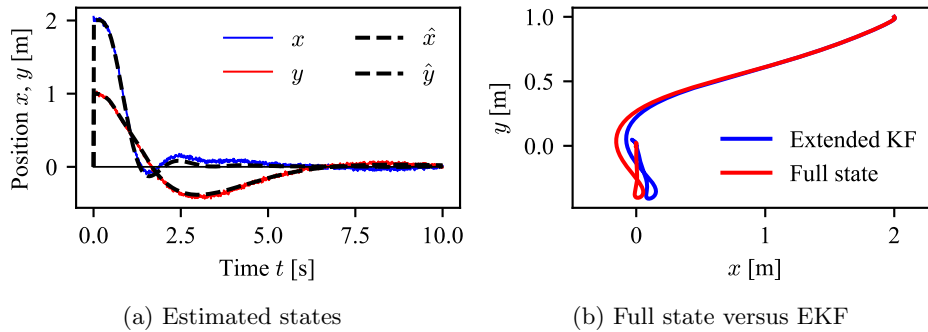 Position x, y [m]
2
1
0
x
y
x̂
ŷ
0.0 2.5 5.0 7.5 10.0
Time t [s]
(a) Estimated states
y [m]
1.0
0.5
0.0
Extended KF
Full state
0 1 2
x [m]
(b) Full state versus EKF